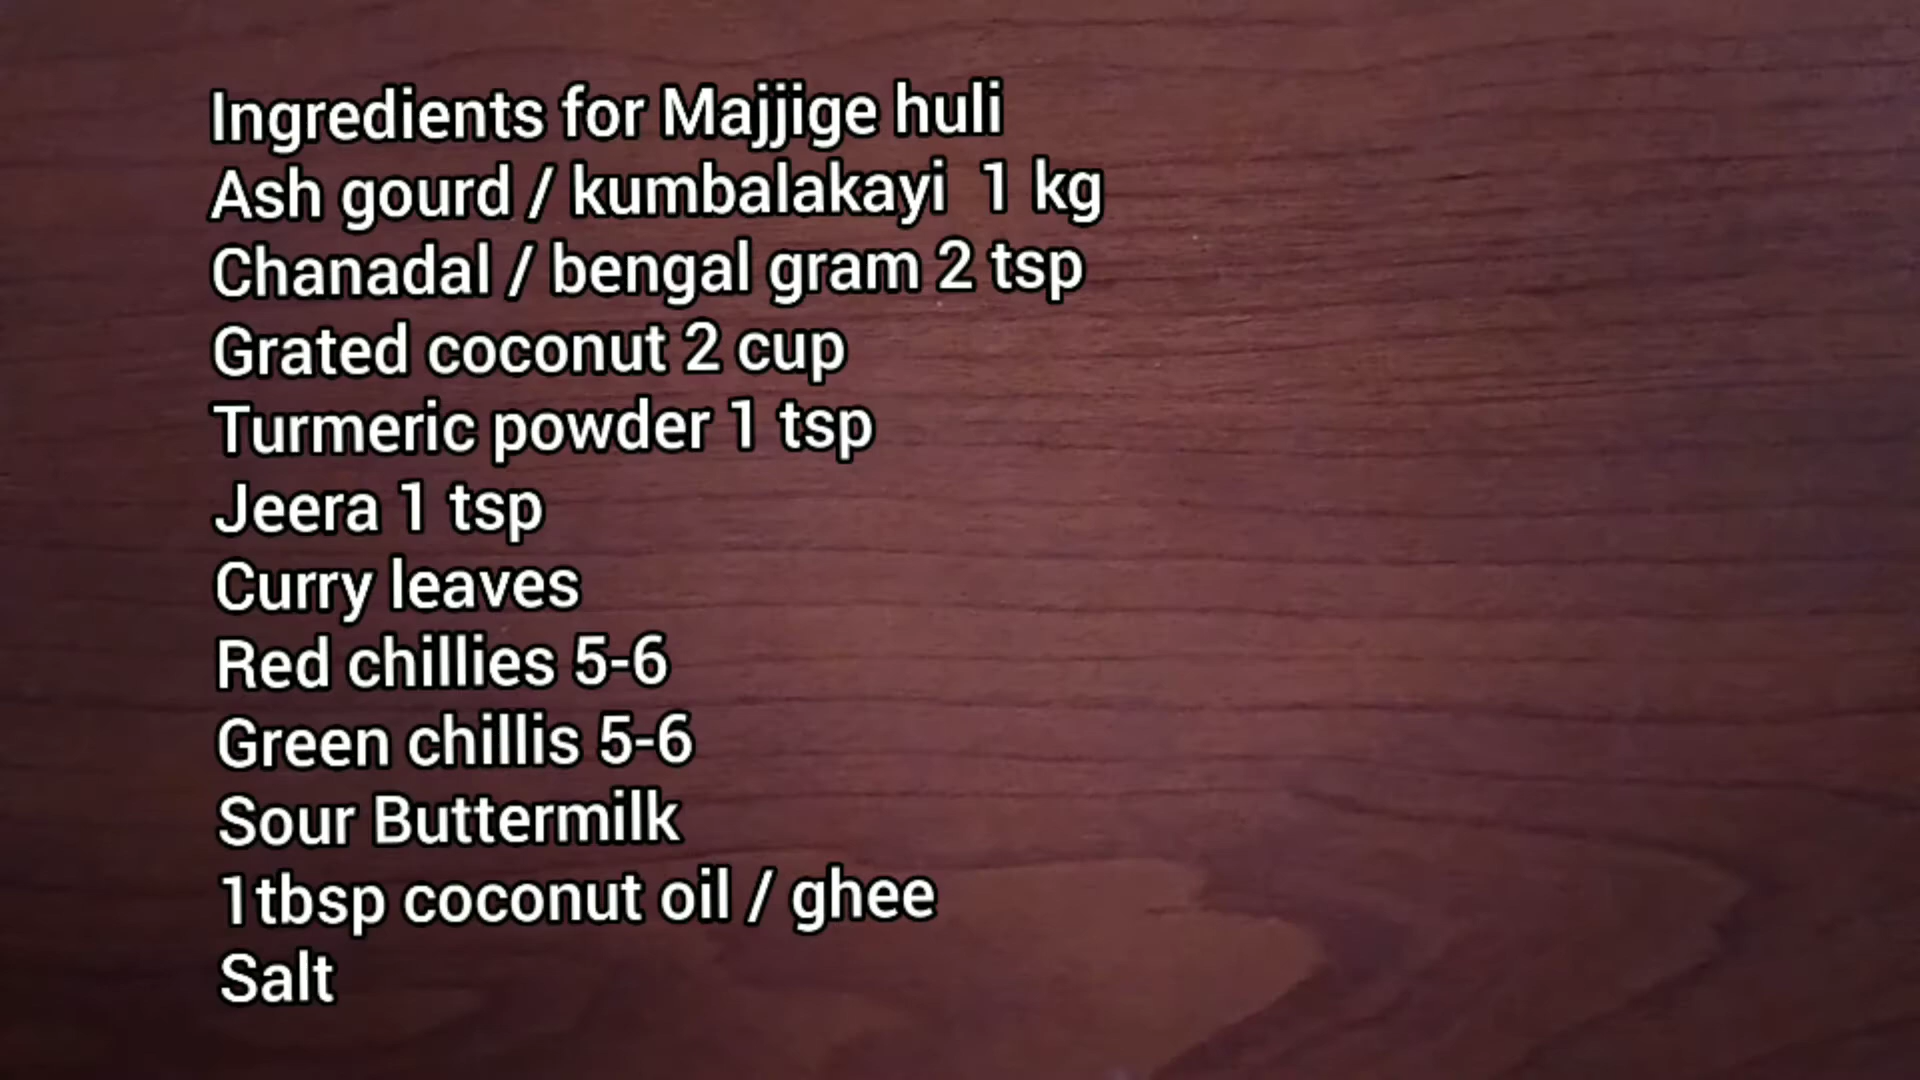 Ingredients for Majjige huli
Ash gourd / kumbalakayi 1 kg
Chanadal / bengal gram 2 tsp
Grated coconut 2 cup
Turmeric powder 1 tsp
Jeera 1 tsp
Curry leaves
Red chillies 5-6
Green chillis 5-6
Sour Buttermilk
1tbsp coconut oil / ghee
Salt